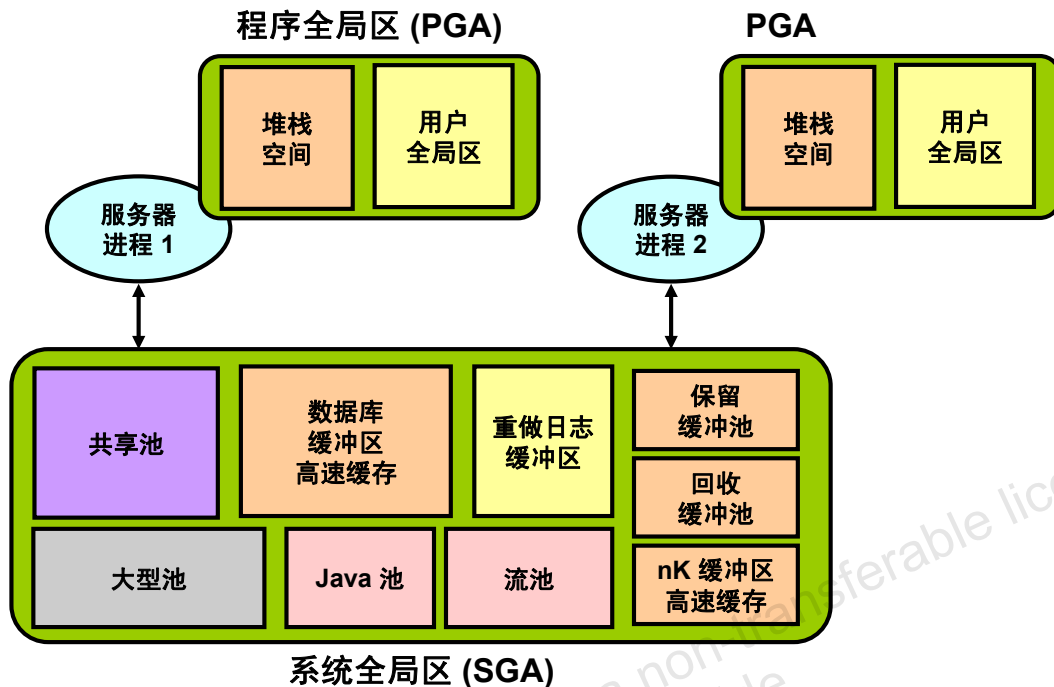 程序全局区 (PGA)
PGA
堆栈
空间
用户
全局区
堆栈
空间
用户
全局区
服务器
进程 1
服务器
进程 2
共享池
数据库
缓冲区
高速缓存
重做日志
缓冲区
保留
缓冲池
回收
缓冲池
大型池
Java 池
流池
nK 缓冲区
高速缓存
系统全局区 (SGA)
non-transferable